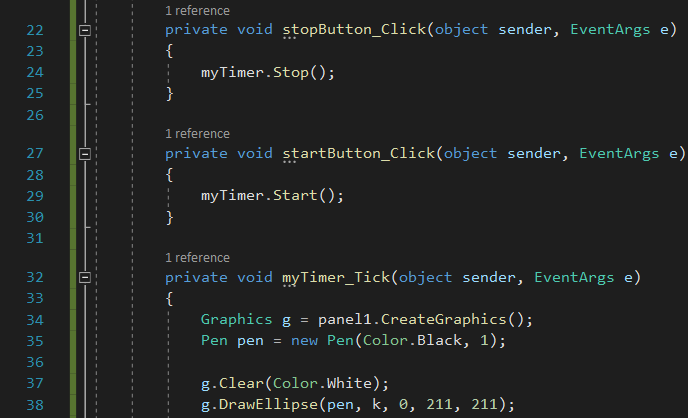 1 reference
22 private void stopButton_Click(object sender, EventArgs e)
23 {
24 myTimer.Stop();
25 }
26
1 reference
27 private void startButton_Click(object sender, EventArgs e)
28 {
29 myTimer.Start();
30 }
31
1 reference
32 private void myTimer_Tick(object sender, EventArgs e)
33 {
34 Graphics g = panel1.CreateGraphics();
35 Pen pen = new Pen(Color.Black, 1);
36
37 g.Clear(Color.White);
38 g.DrawEllipse(pen, k, 0, 211, 211);